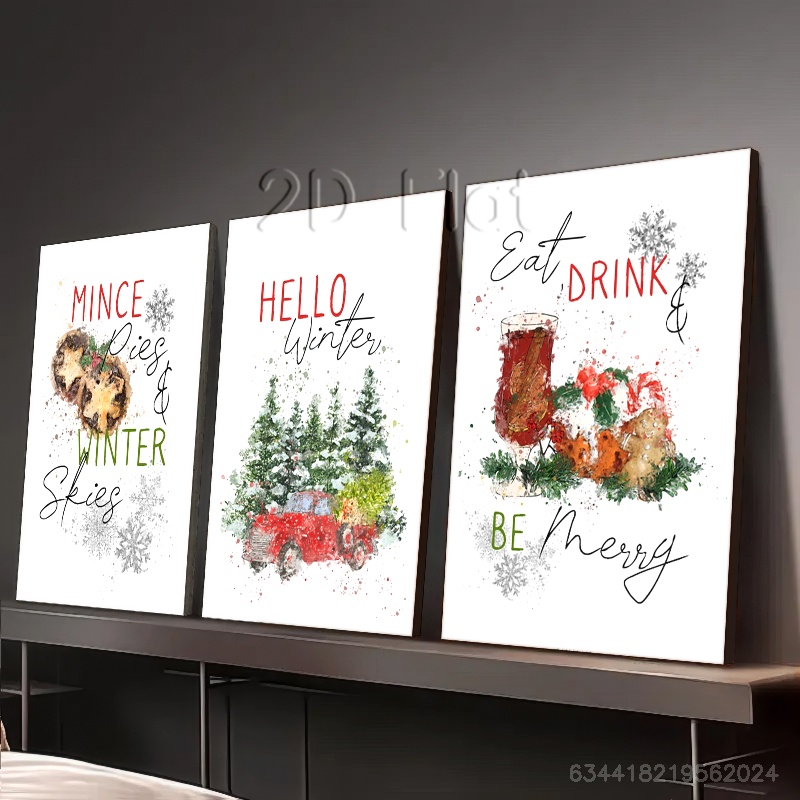 2D Flat
MINCE
Pies
&
WINTER
Skies
HELLO
Winter
Eat,
DRINK
&
BE Merry
634418219562024